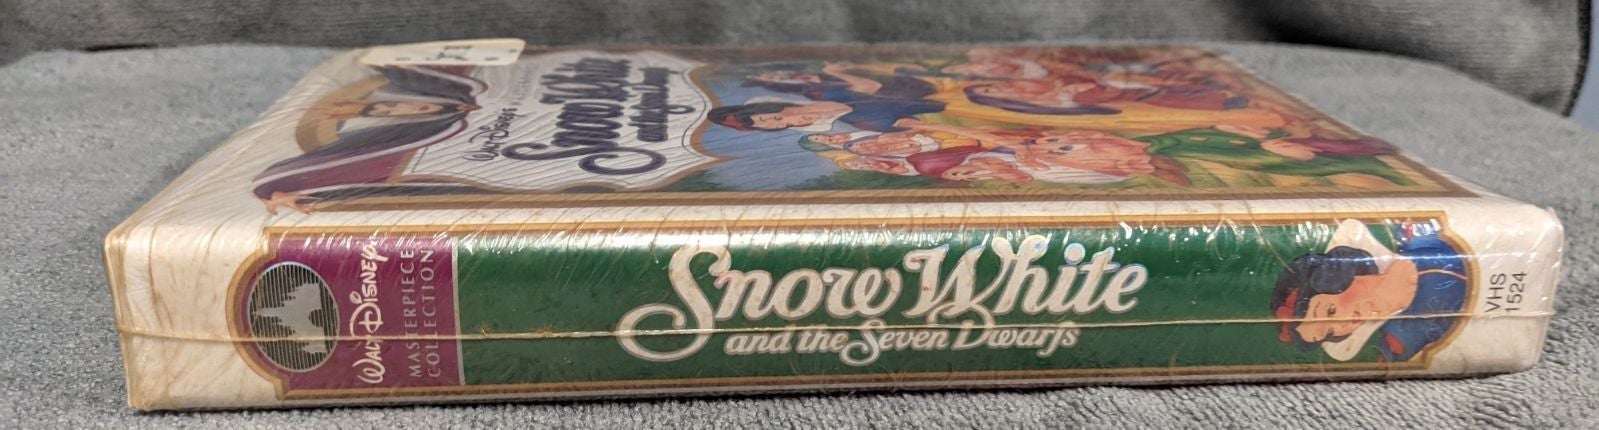 Walt Disney's
Snow White
and the Seven Dwarfs
Walt Disney
MASTERPIECE
COLLECTION
Snow White
and the Seven Dwarfs
VHS
1524